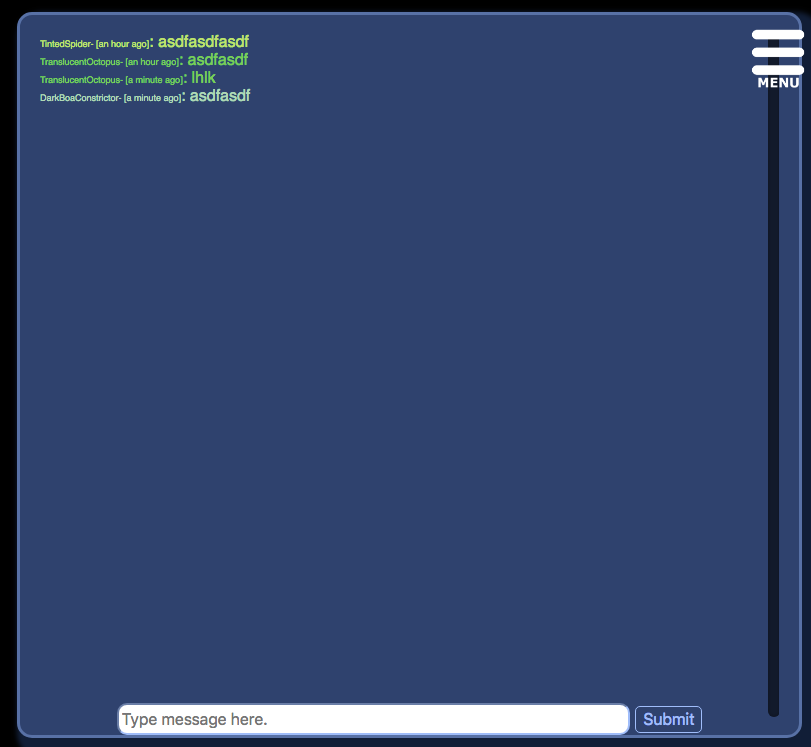 TintedSpider- [an hour ago]: asdfasdfasdf
TranslucentOctopus- [an hour ago]: asdfasdf
TranslucentOctopus- [a minute ago]: lhlk
DarkBoaConstrictor- [a minute ago]: asdfasdf
MENU
Type message here.
Submit